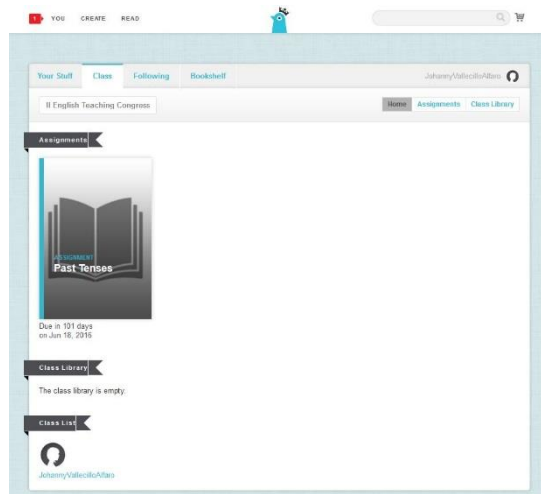 1 YOU CREATE READ
Your Stuff Class Following Bookshelf JohannyVallecilloAlfaro
II English Teaching Congress Home Assignments Class Library
Assignments
ASSIGNMENT
Past Tenses
Due in 101 days
on Jun 18, 2016
Class Library
The class library is empty.
Class List
JohannyVallecilloAlfaro